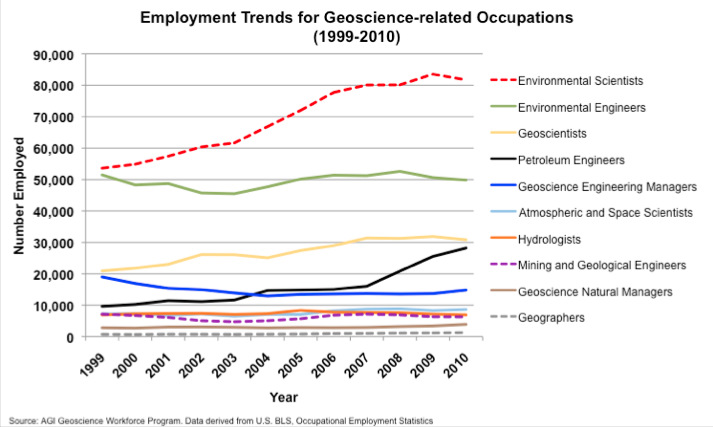 Employment Trends for Geoscience-related Occupations
(1999-2010)
90,000
80,000
70,000
60,000
50,000
40,000
30,000
20,000
10,000
0
Number Employed
1999
2000
2001
2002
2003
2004
2005
2006
2007
2008
2009
2010
Year
Environmental Scientists
Environmental Engineers
Geoscientists
Petroleum Engineers
Geoscience Engineering Managers
Atmospheric and Space Scientists
Hydrologists
Mining and Geological Engineers
Geoscience Natural Managers
Geographers
Source: AGI Geoscience Workforce Program. Data derived from U.S. BLS, Occupational Employment Statistics